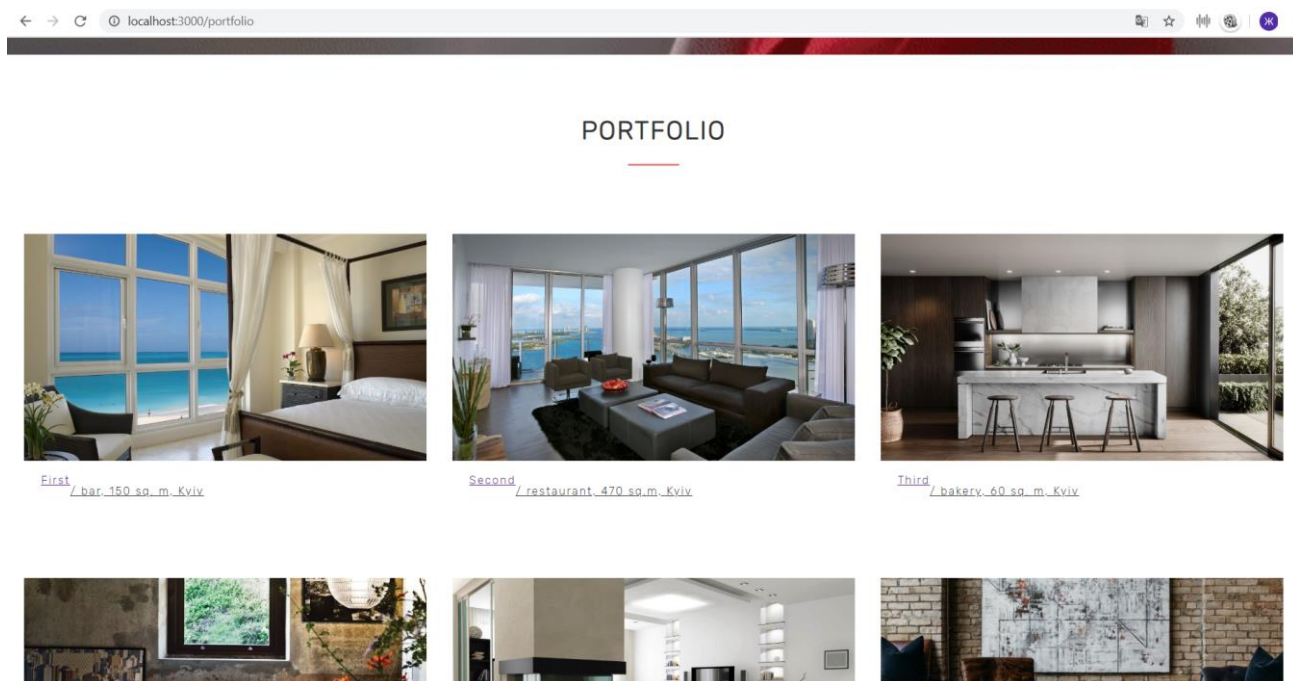 localhost:3000/portfolio
Ж
PORTFOLIO
First
/ bar, 150 sq. m, Kyiv
Second
/ restaurant, 470 sq.m, Kyiv
Third
/ bakery, 60 sq. m, Kyiv